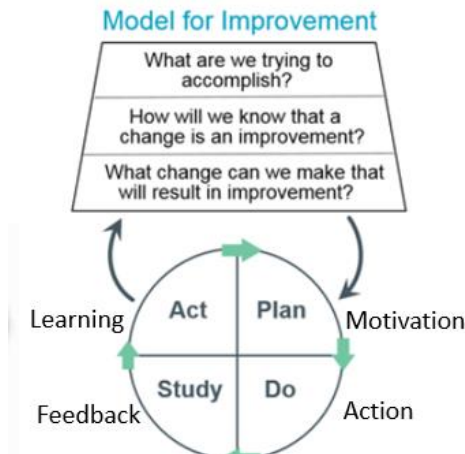 Model for Improvement
What are we trying to
accomplish?
How will we know that a
change is an improvement?
What change can we make that
will result in improvement?
Act
Plan
Learning
Motivation
Study
Do
Feedback
Action